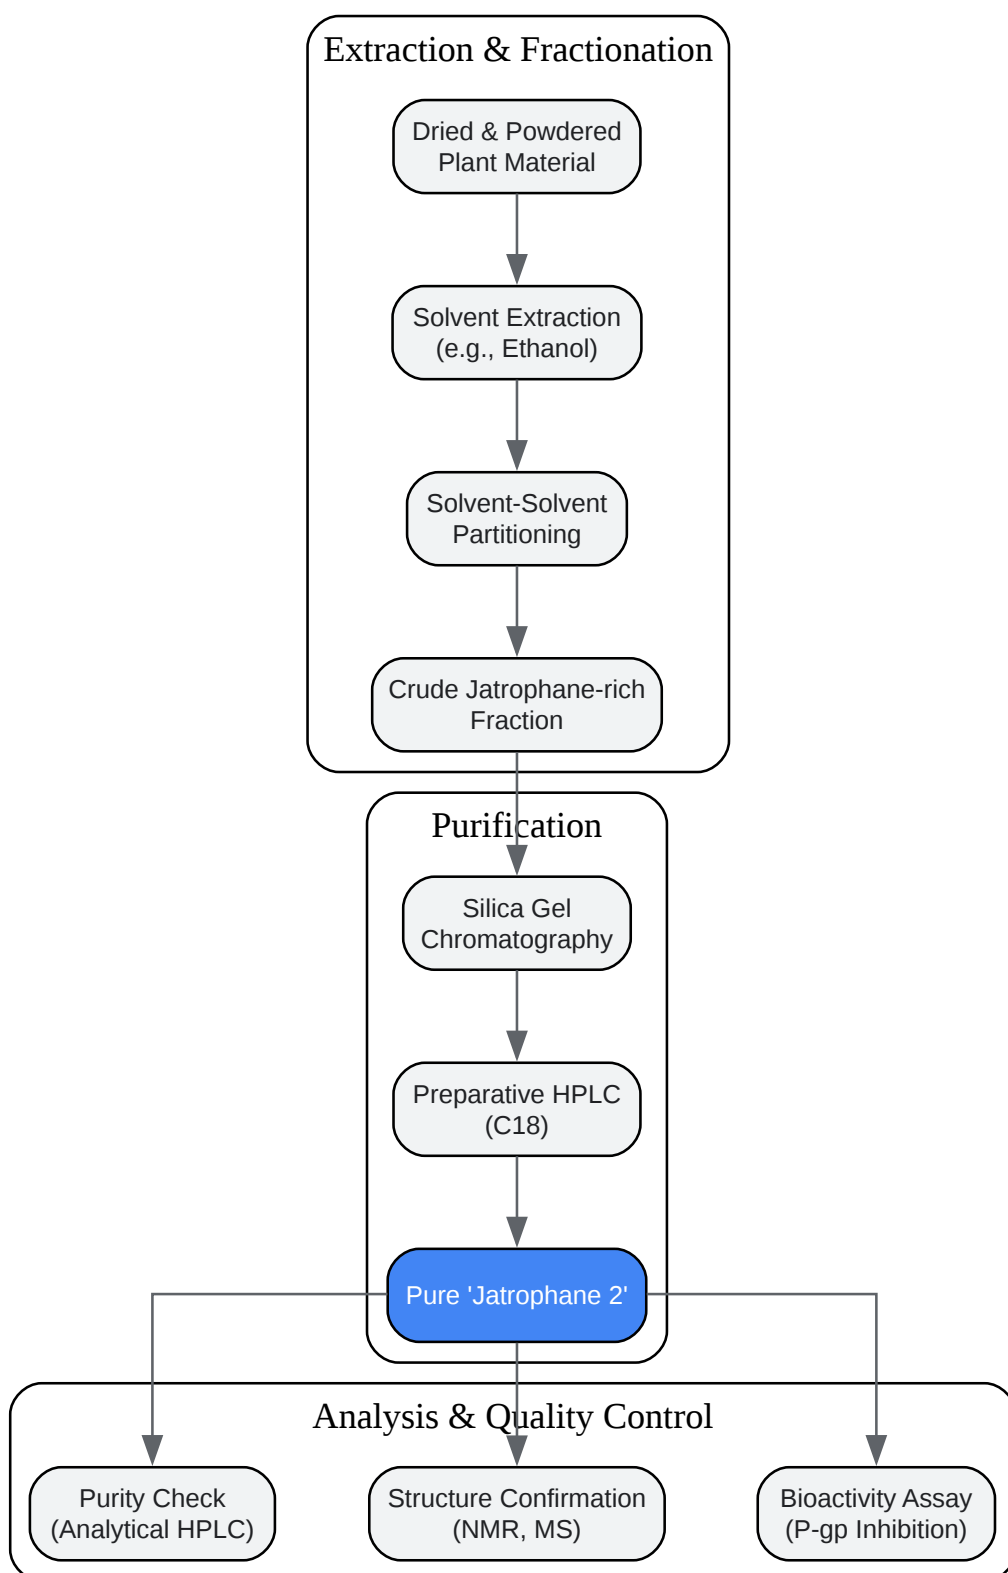 Extraction & Fractionation
Dried & Powdered
Plant Material
Solvent Extraction
(e.g., Ethanol)
Solvent-Solvent
Partitioning
Crude Jatrophane-rich
Fraction
Purification
Silica Gel
Chromatography
Preparative HPLC
(C18)
Pure 'Jatrophane 2'
Analysis & Quality Control
Purity Check
(Analytical HPLC)
Structure Confirmation
(NMR, MS)
Bioactivity Assay
(P-gp Inhibition)